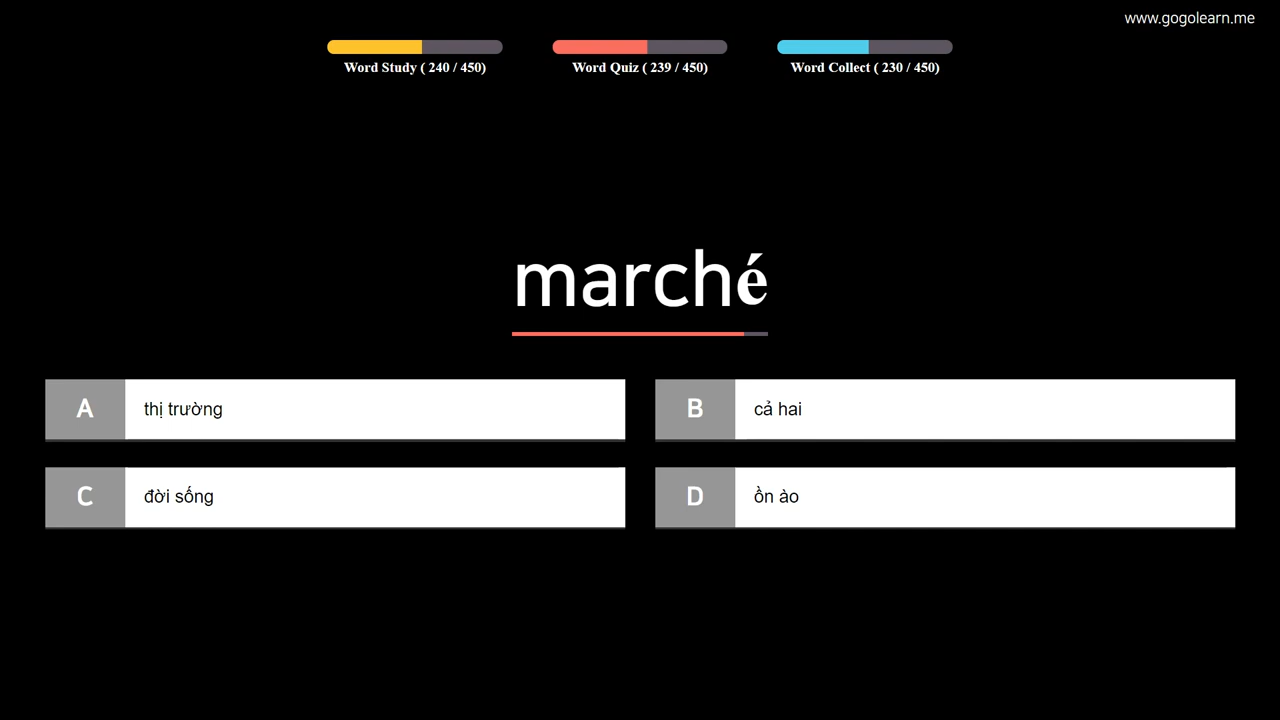 www.gogolearn.me
Word Study ( 240 / 450)
Word Quiz ( 239 / 450)
Word Collect ( 230 / 450)
marché
A
thị trường
B
cả hai
C
đời sống
D
ồn ào